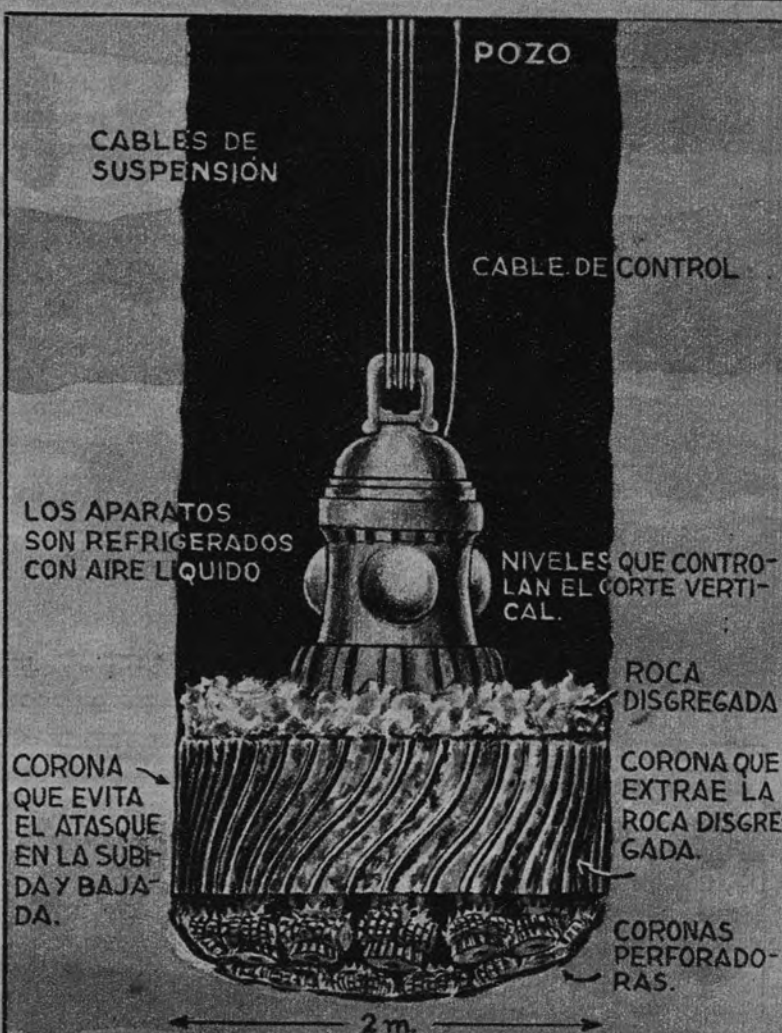 POZO
CABLES DE
SUSPENSIÓN
CABLE DE CONTROL
LOS APARATOS
SON REFRIGERADOS
CON AIRE LÍQUIDO
NIVELES QUE CONTRO-
LAN EL CORTE VERTI-
CAL.
ROCA
DISGREGADA
CORONA
QUE EVITA
EL ATASQUE
EN LA SUBI-
DA Y BAJA-
DA.
CORONA QUE
EXTRAE LA
ROCA DISGRE
GADA.
CORONAS
PERFORADO-
RAS.
2 m.